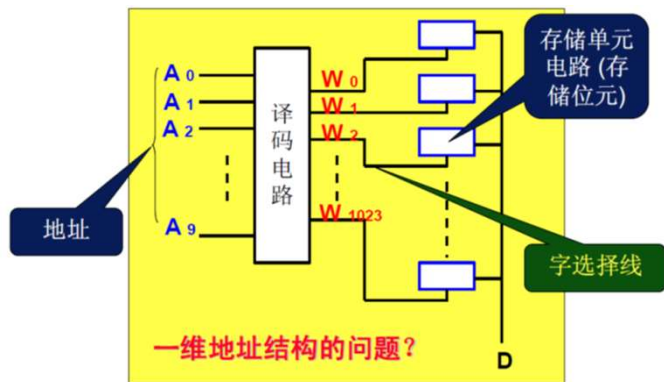 A0
A1
A2
A9
地址
译
码
电
路
W0
W1
W2
W1023
存储单元
电路 (存
储位元)
字选择线
D
一维地址结构的问题？